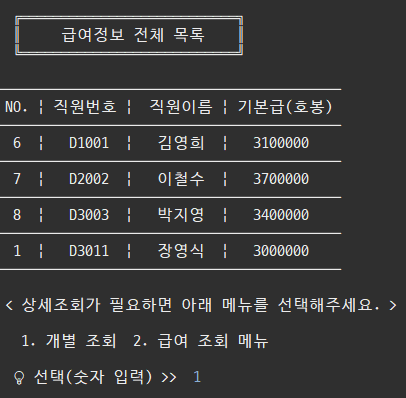 급여정보 전체 목록
NO. ¦ 직원번호 ¦ 직원이름 ¦ 기본급(호봉)
6 ¦ D1001 ¦ 김영희 ¦ 3100000
7 ¦ D2002 ¦ 이철수 ¦ 3700000
8 ¦ D3003 ¦ 박지영 ¦ 3400000
1 ¦ D3011 ¦ 장영식 ¦ 3000000
< 상세조회가 필요하면 아래 메뉴를 선택해주세요. >
1. 개별 조회 2. 급여 조회 메뉴
선택(숫자 입력) >> 1